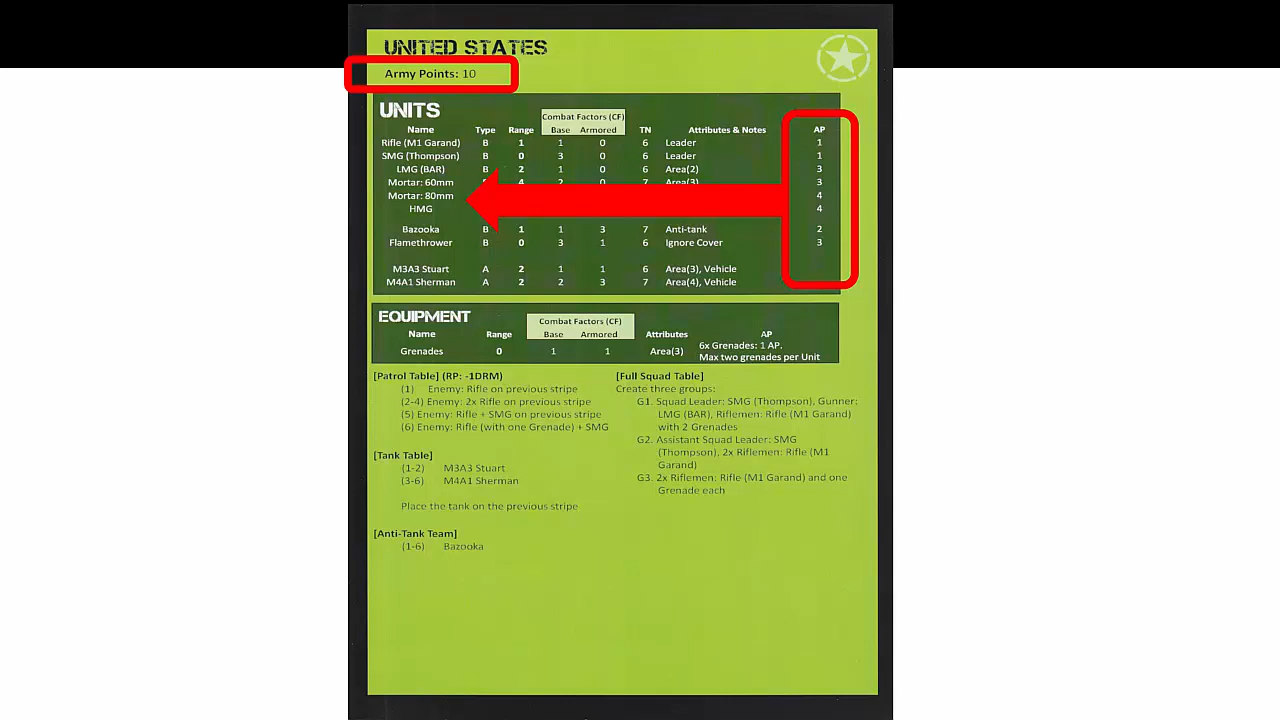 UNITED STATES
Army Points: 10
UNITS
Combat Factors (CF)
Name Type Range Base Armored TN Attributes & Notes AP
Rifle (M1 Garand) B 1 1 0 6 Leader 1
SMG (Thompson) B 0 3 0 6 Leader 1
LMG (BAR) B 2 1 0 6 Area(2) 3
Mortar: 60mm 4 2 0 7 Area(3) 3
Mortar: 80mm 4
HMG 4
Bazooka B 1 1 3 7 Anti-tank 2
Flamethrower B 0 3 1 6 Ignore Cover 3
M3A3 Stuart A 2 1 1 6 Area(3), Vehicle
M4A1 Sherman A 2 2 3 7 Area(4), Vehicle
EQUIPMENT
Combat Factors (CF)
Name Range Base Armored Attributes AP
Grenades 0 1 1 Area(3) 6x Grenades: 1 AP.
Max two grenades per Unit
[Patrol Table] (RP: -1DRM)
(1) Enemy: Rifle on previous stripe
(2-4) Enemy: 2x Rifle on previous stripe
(5) Enemy: Rifle + SMG on previous stripe
(6) Enemy: Rifle (with one Grenade) + SMG
[Tank Table]
(1-2) M3A3 Stuart
(3-6) M4A1 Sherman
Place the tank on the previous stripe
[Anti-Tank Team]
(1-6) Bazooka
[Full Squad Table]
Create three groups:
G1. Squad Leader: SMG (Thompson), Gunner:
LMG (BAR), Riflemen: Rifle (M1 Garand)
with 2 Grenades
G2. Assistant Squad Leader: SMG
(Thompson), 2x Riflemen: Rifle (M1
Garand)
G3. 2x Riflemen: Rifle (M1 Garand) and one
Grenade each